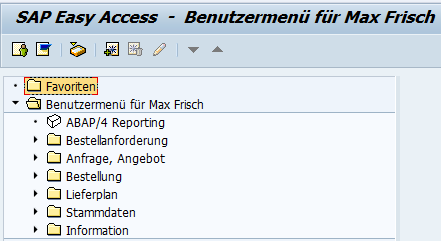 SAP Easy Access - Benutzermenü für Max Frisch
Favoriten
Benutzermenü für Max Frisch
ABAP/4 Reporting
Bestellanforderung
Anfrage, Angebot
Bestellung
Lieferplan
Stammdaten
Information